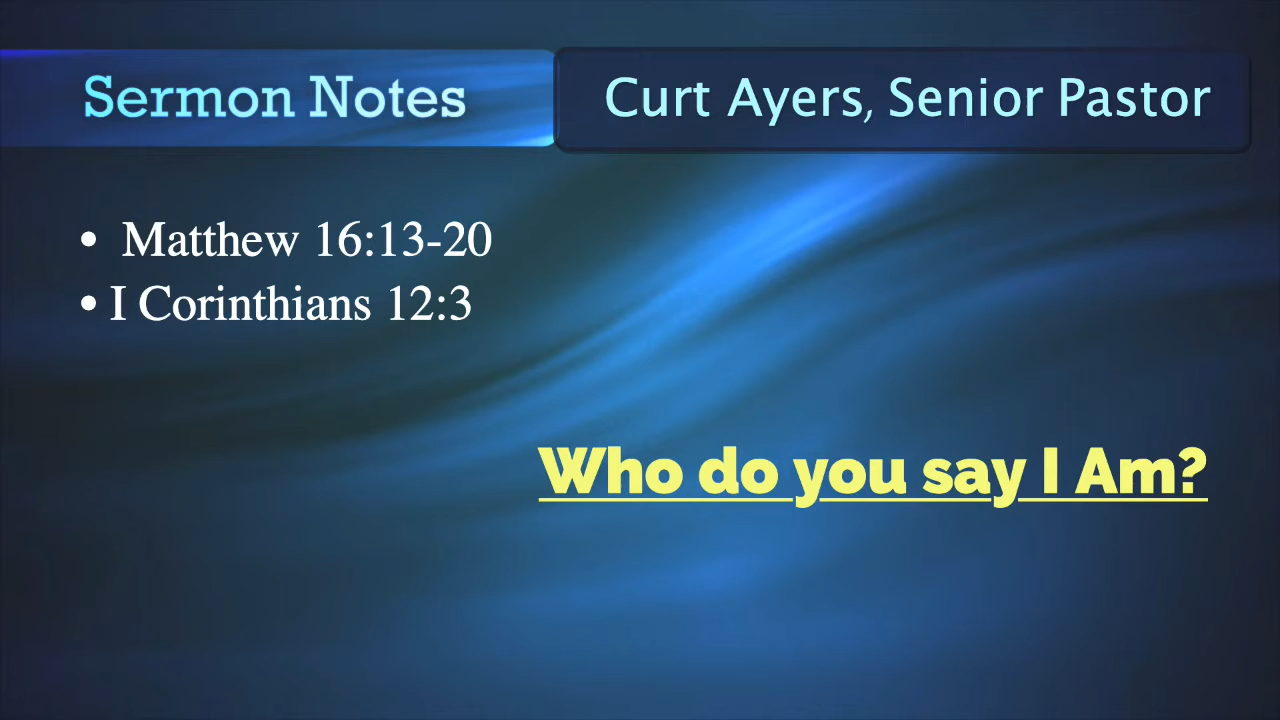 Sermon Notes
Curt Ayers, Senior Pastor
• Matthew 16:13-20
• I Corinthians 12:3
Who do you say I Am?